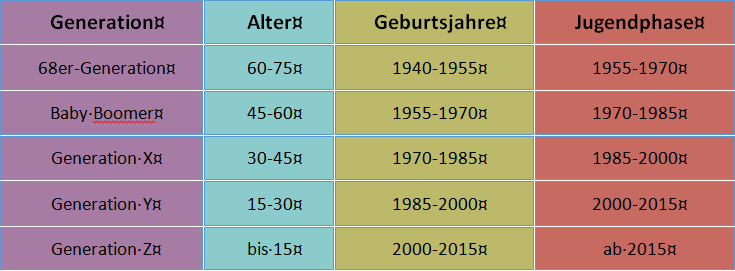 Generation¤ Alter¤ Geburtsjahre¤ Jugendphase¤
68er-Generation¤ 60-75¤ 1940-1955¤ 1955-1970¤
Baby·Boomer¤ 45-60¤ 1955-1970¤ 1970-1985¤
Generation·X¤ 30-45¤ 1970-1985¤ 1985-2000¤
Generation·Y¤ 15-30¤ 1985-2000¤ 2000-2015¤
Generation·Z¤ bis·15¤ 2000-2015¤ ab·2015¤